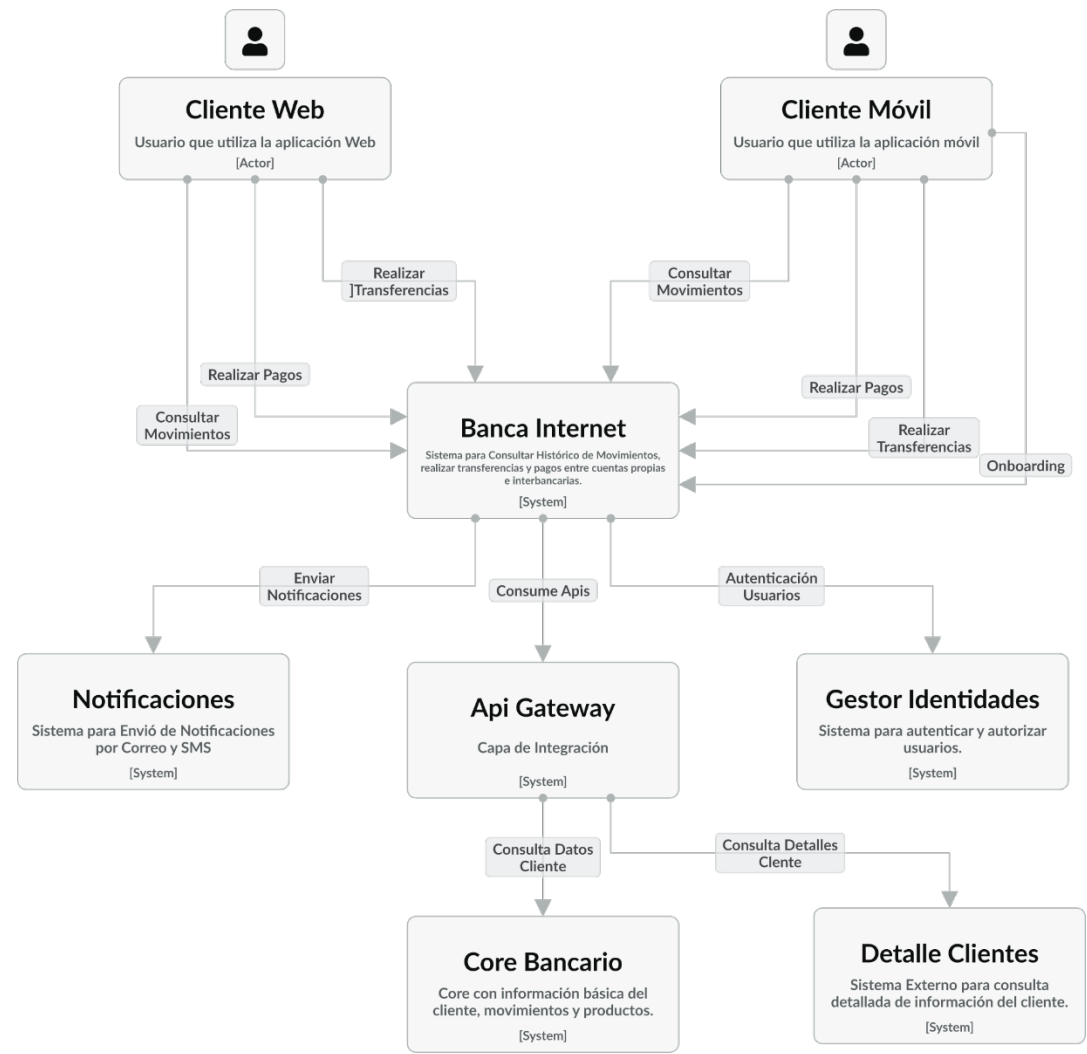 Cliente Web
Usuario que utiliza la aplicación Web
[Actor]
Cliente Móvil
Usuario que utiliza la aplicación móvil
[Actor]
Realizar
]Transferencias
Consultar
Movimientos
Realizar Pagos
Consultar
Movimientos
Realizar Pagos
Realizar
Transferencias
Onboarding
Banca Internet
Sistema para Consultar Histórico de Movimientos,
realizar transferencias y pagos entre cuentas propias
e interbancarias.
[System]
Enviar
Notificaciones
Consume Apis
Autenticación
Usuarios
Notificaciones
Sistema para Envió de Notificaciones
por Correo y SMS
[System]
Api Gateway
Capa de Integración
[System]
Gestor Identidades
Sistema para autenticar y autorizar
usuarios.
[System]
Consulta Datos
Cliente
Consulta Detalles
Clente
Core Bancario
Core con información básica del
cliente, movimientos y productos.
[System]
Detalle Clientes
Sistema Externo para consulta
detallada de información del cliente.
[System]